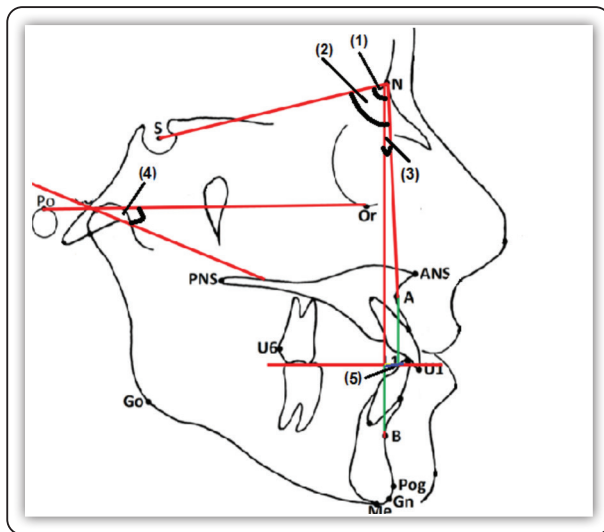 (1)
(2)
N
S
(3)
(4)
Po
Or
PNS
ANS
A
U6
1
U1
(5)
Go
B
Pog
Gn
Me